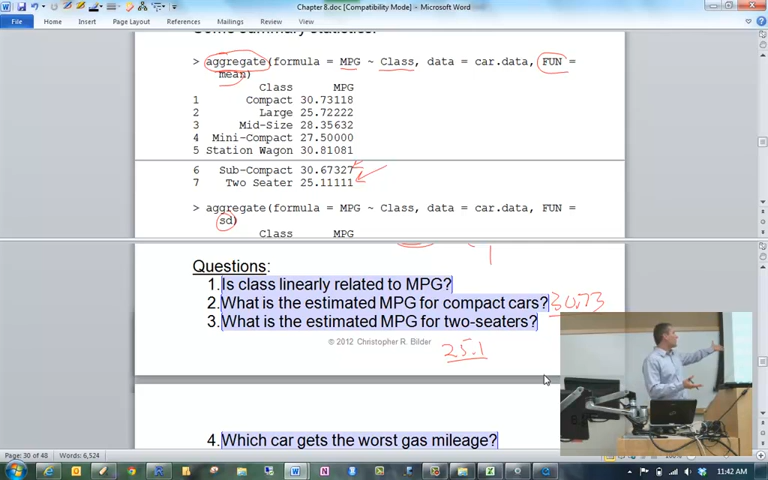 Chapter 8.doc [Compatibility Mode] - Microsoft Word
File Home Insert Page Layout References Mailings Review View
Some summary statistics:
> aggregate(formula = MPG ~ Class, data = car.data, FUN =
mean)
Class MPG
1 Compact 30.73118
2 Large 25.72222
3 Mid-Size 28.35632
4 Mini-Compact 27.50000
5 Station Wagon 30.81081
6 Sub-Compact 30.67327
7 Two Seater 25.11111
> aggregate(formula = MPG ~ Class, data = car.data, FUN =
sd)
Class MPG
Questions:
1. Is class linearly related to MPG?
2. What is the estimated MPG for compact cars? 30.73
3. What is the estimated MPG for two-seaters?
© 2012 Christopher R. Bilder
25.1
4. Which car gets the worst gas mileage?
Page: 30 of 48 Words: 6,524
11:42 AM